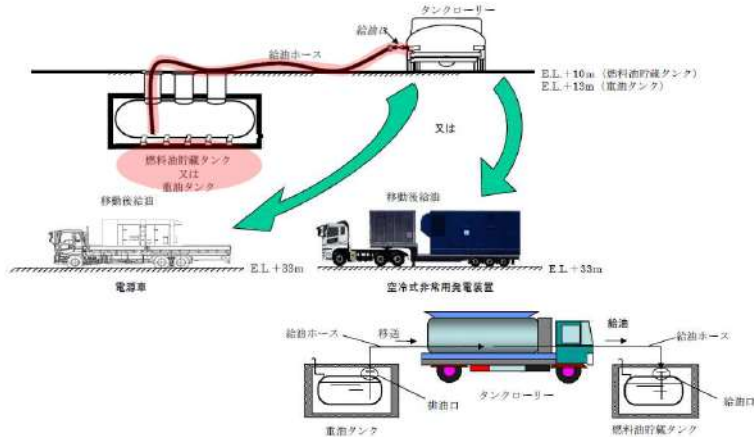 タンクローリー
給油口
給油ホース
E.L.+10m（燃料油貯蔵タンク）
E.L.+13m（重油タンク）
又は
燃料油貯蔵タンク
又は
重油タンク
移動後給油
移動後給油
E.L.+33m
E.L.+33m
電源車
空冷式非常用発電装置
給油ホース
移送
給油
給油ホース
排油口
タンクローリー
給油口
重油タンク
燃料油貯蔵タンク